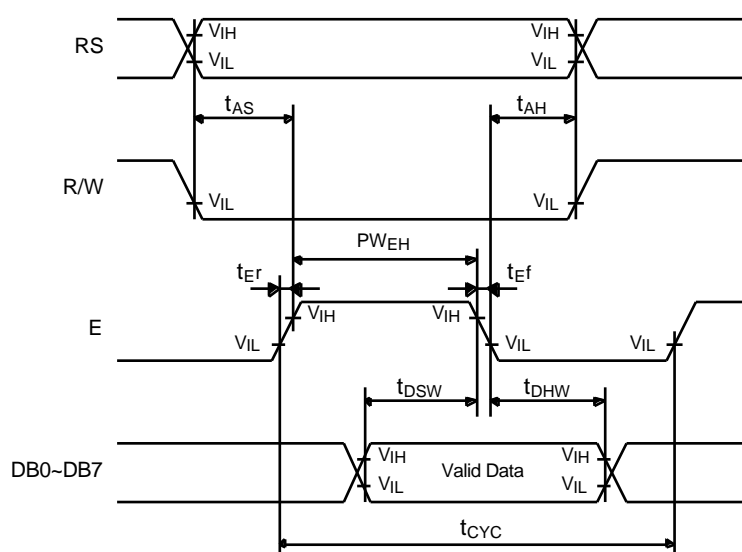 RS
VIH
VIH
VIL
VIL
tAS
tAH
R/W
VIL
VIL
PWEH
tEr
tEf
E
VIH
VIH
VIL
VIL
VIL
tDSW
tDHW
DB0~DB7
VIH
Valid Data
VIH
VIL
VIL
tCYC